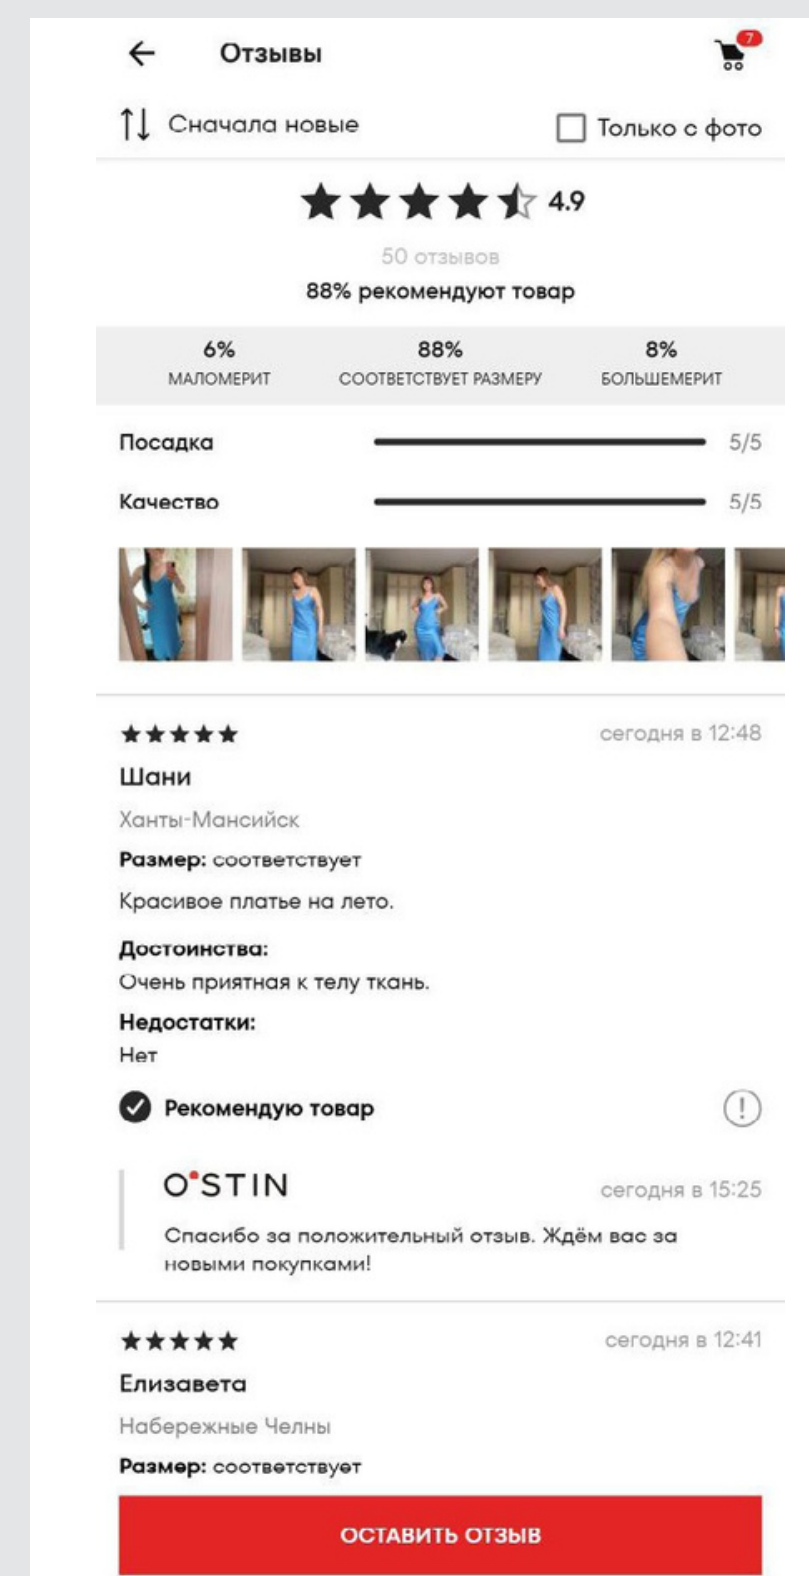 Отзывы
7
Сначала новые
Только с фото
4.9
50 отзывов
88% рекомендуют товар
6%
МАЛОМЕРИТ
88%
СООТВЕТСТВУЕТ РАЗМЕРУ
8%
БОЛЬШЕМЕРИТ
Посадка 5/5
Качество 5/5
сегодня в 12:48
Шани
Ханты-Мансийск
Размер: соответствует
Красивое платье на лето.
Достоинства:
Очень приятная к телу ткань.
Недостатки:
Нет
Рекомендую товар
O'STIN
сегодня в 15:25
Спасибо за положительный отзыв. Ждём вас за
новыми покупками!
сегодня в 12:41
Елизавета
Набережные Челны
Размер: соответствует
ОСТАВИТЬ ОТЗЫВ